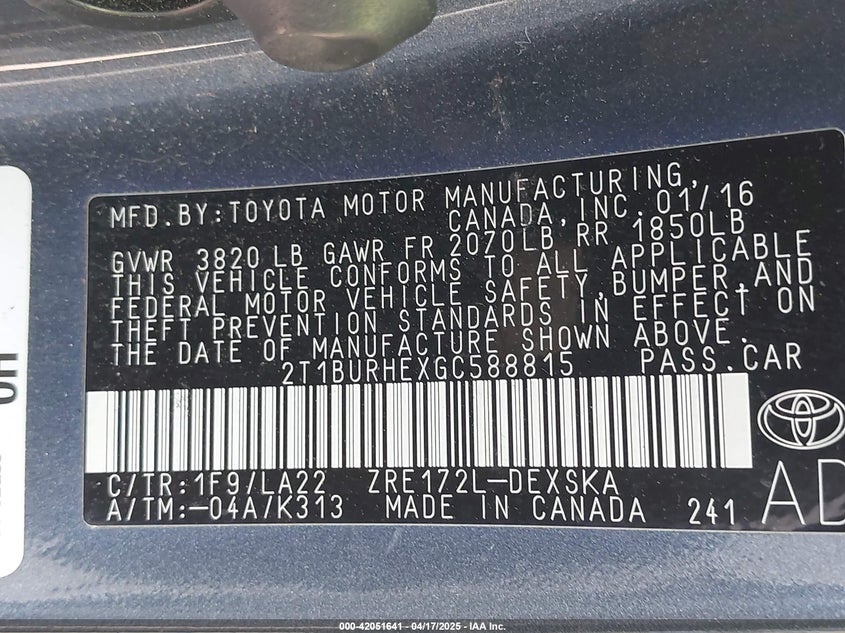 MFD.BY:TOYOTA MOTOR MANUFACTURING,
CANADA, INC. 01/16
GVWR 3820 LB GAWR FR 2070LB RR 1850LB
THIS VEHICLE CONFORMS TO ALL APPLICABLE
FEDERAL MOTOR VEHICLE SAFETY, BUMPER, AND
THEFT PREVENTION STANDARDS IN EFFECT ON
THE DATE OF MANUFACTURE SHOWN ABOVE.
2T1BURHEXGC588815 PASS.CAR
C/TR:1F9/LA22 ZRE172L-DEXSKA
A/TM:-04A/K313 MADE IN CANADA 241
AD
000-42051641 - 04/17/2025 - IAA Inc.